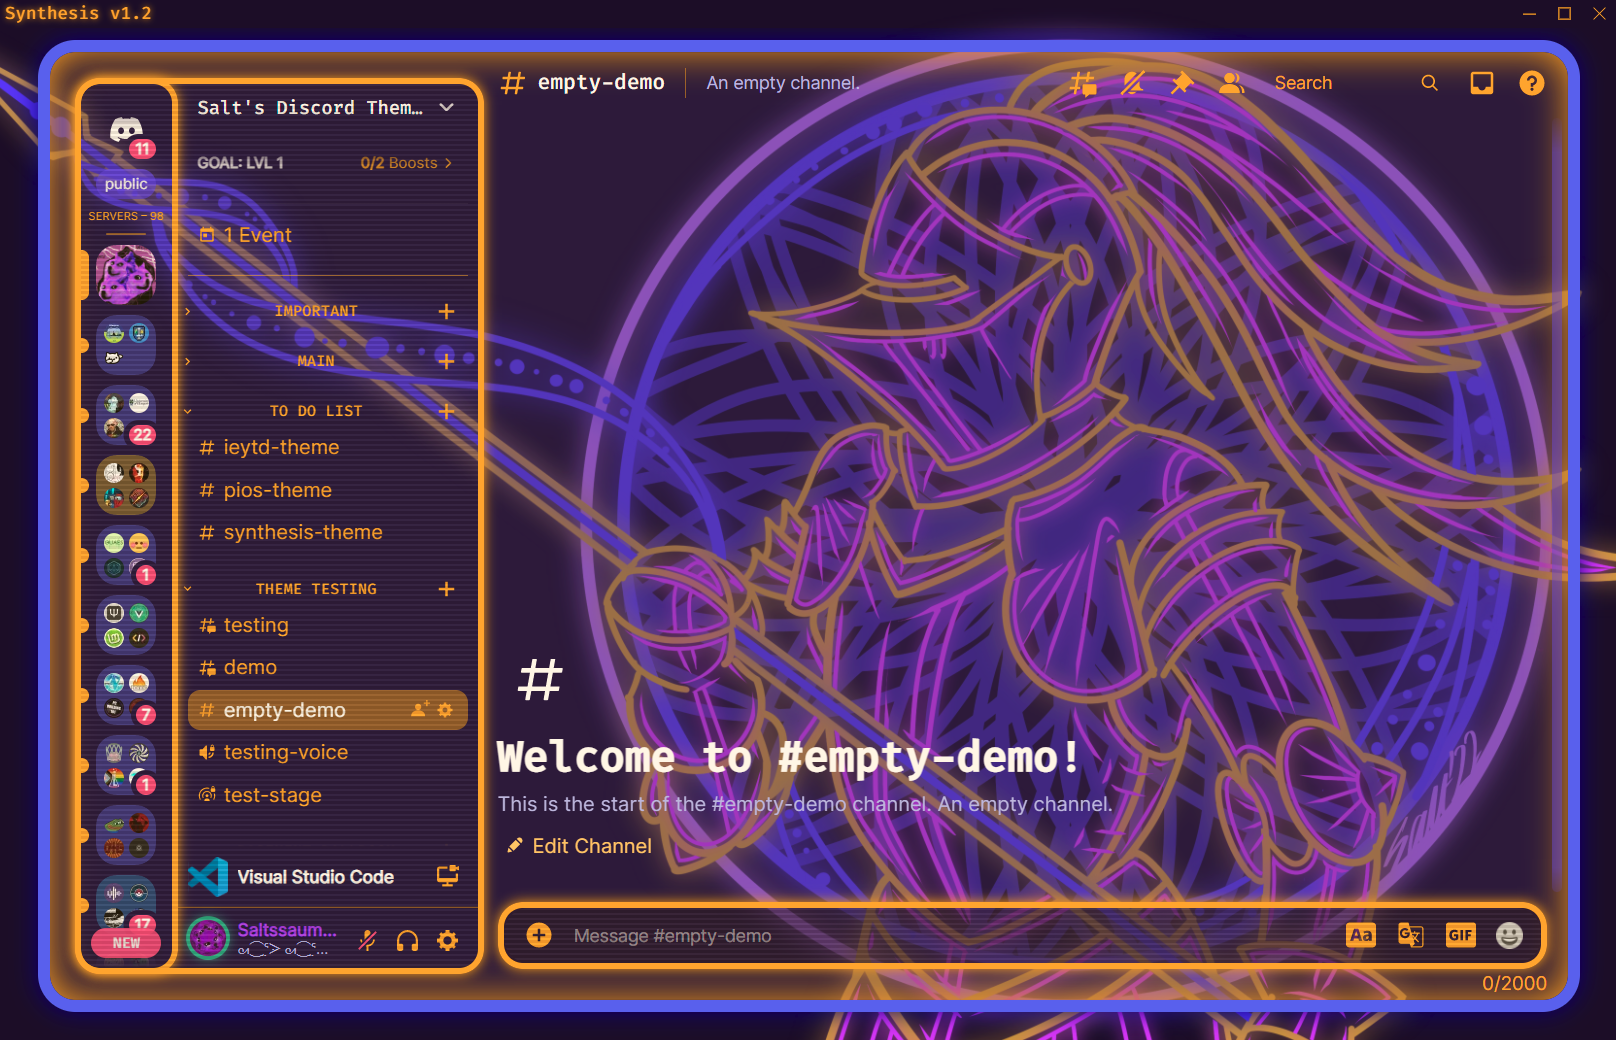 Synthesis v1.2
11
public
SERVERS – 98
22
1
7
1
17
NEW
Salt's Discord Them...
GOAL: LVL 1
0/2 Boosts
1 Event
IMPORTANT
MAIN
TO DO LIST
ieytd-theme
pios-theme
synthesis-theme
THEME TESTING
testing
demo
empty-demo
testing-voice
test-stage
Visual Studio Code
Saltssaum...
# empty-demo
An empty channel.
Search
#
Welcome to #empty-demo!
This is the start of the #empty-demo channel. An empty channel.
Edit Channel
Message #empty-demo
Aa
GIF
0/2000
Salt